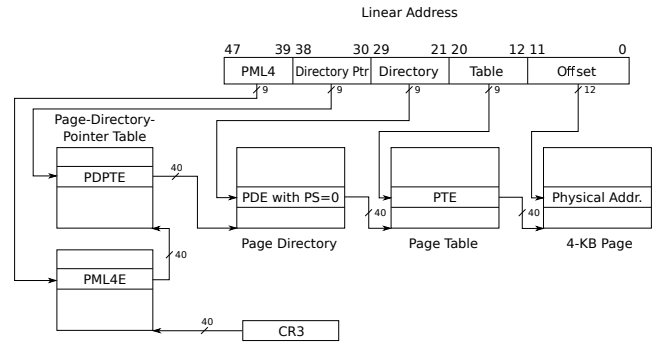 Linear Address
47 39 38 30 29 21 20 12 11 0
PML4 Directory Ptr Directory Table Offset
9 9 9 9 12
Page-Directory-
Pointer Table
PDPTE
40
PDE with PS=0
40
PTE
40
Physical Addr.
Page Directory
Page Table
4-KB Page
40
PML4E
40
CR3